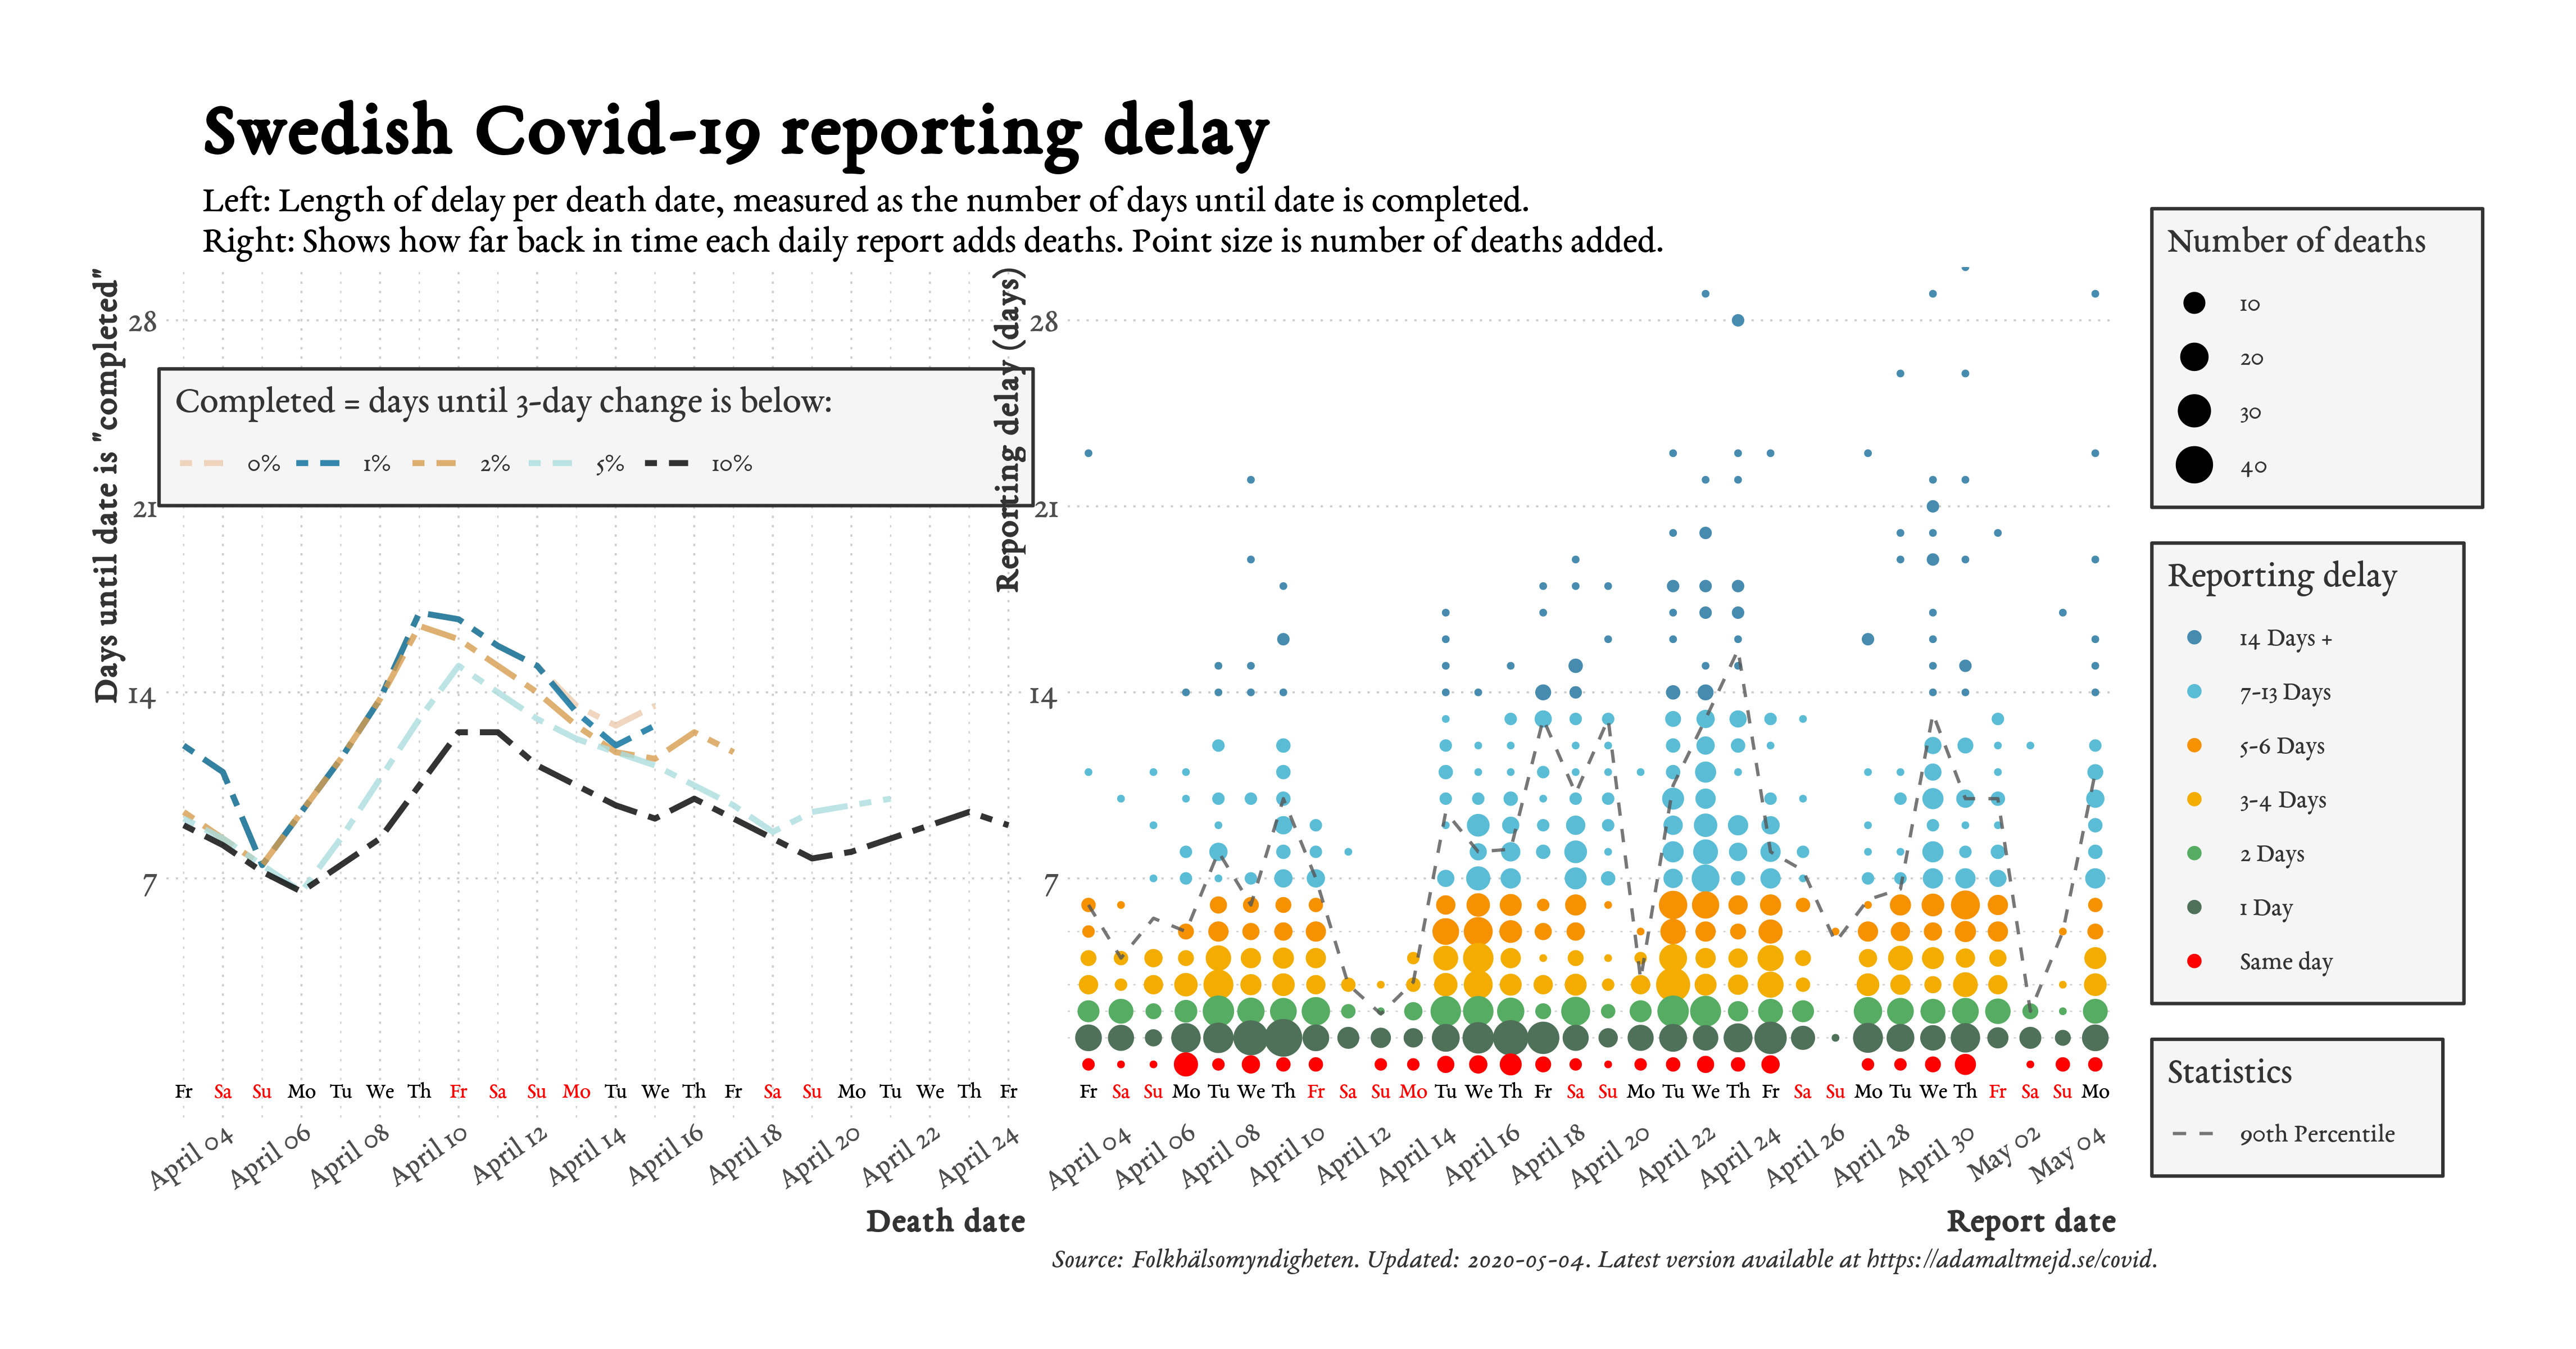 Swedish Covid-19 reporting delay
Left: Length of delay per death date, measured as the number of days until date is completed.
Right: Shows how far back in time each daily report adds deaths. Point size is number of deaths added.
Days until date is "completed"
28
21
14
7
Completed = days until 3-day change is below:
0% 1% 2% 5% 10%
Fr Sa Su Mo Tu We Th Fr Sa Su Mo Tu We Th Fr Sa Su Mo Tu We Th Fr
April 04 April 06 April 08 April 10 April 12 April 14 April 16 April 18 April 20 April 22 April 24
Death date
Reporting delay (days)
28
21
14
7
Fr Sa Su Mo Tu We Th Fr Sa Su Mo Tu We Th Fr Sa Su Mo Tu We Th Fr Sa Su Mo Tu We Th Fr Sa Su Mo
April 04 April 06 April 08 April 10 April 12 April 14 April 16 April 18 April 20 April 22 April 24 April 26 April 28 April 30 May 02 May 04
Report date
Number of deaths
10
20
30
40
Reporting delay
14 Days +
7-13 Days
5-6 Days
3-4 Days
2 Days
1 Day
Same day
Statistics
90th Percentile
Source: Folkhälsomyndigheten. Updated: 2020-05-04. Latest version available at https://adamaltmejd.se/covid.